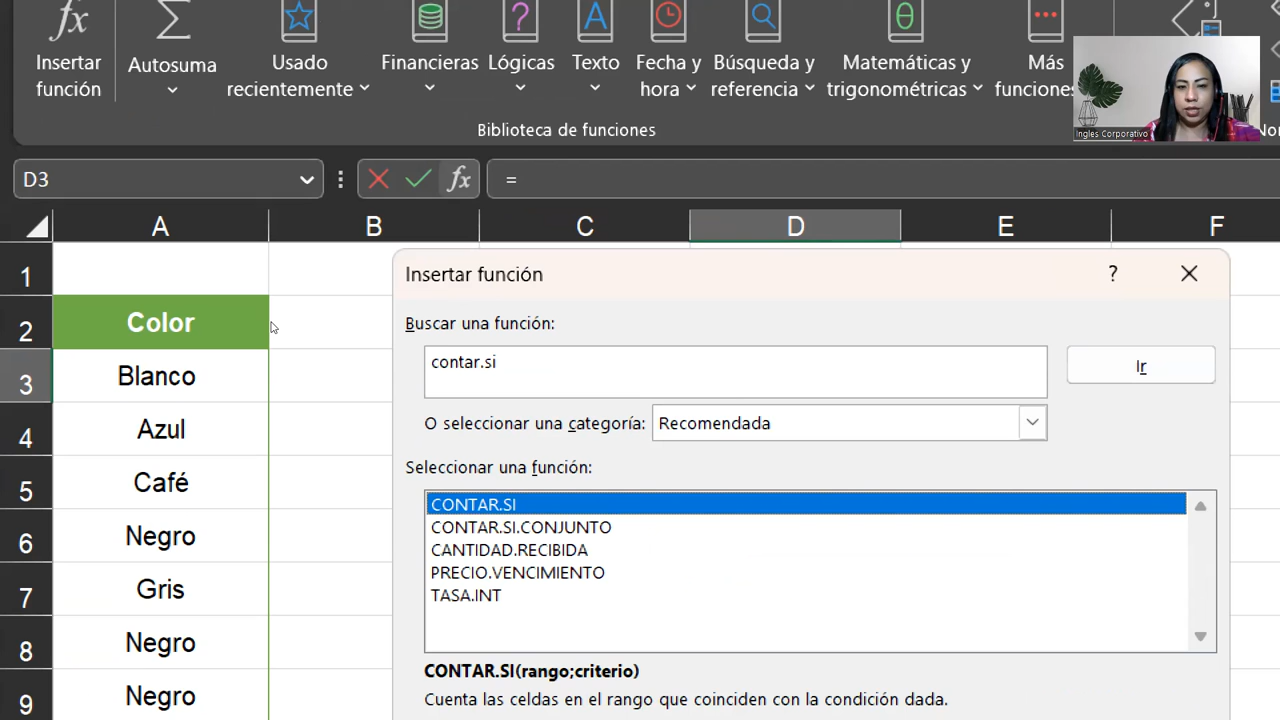 Insertar función
Autosuma
Usado recientemente
Financieras
Lógicas
Texto
Fecha y hora
Búsqueda y referencia
Matemáticas y trigonométricas
Más funciones
Biblioteca de funciones
Ingles Corporativo
D3
fx
=
A B C D E F
1
2 Color
3 Blanco
4 Azul
5 Café
6 Negro
7 Gris
8 Negro
9 Negro
Insertar función
?
Buscar una función:
contar.si
Ir
O seleccionar una categoría: Recomendada
Seleccionar una función:
CONTAR.SI
CONTAR.SI.CONJUNTO
CANTIDAD.RECIBIDA
PRECIO.VENCIMIENTO
TASA.INT
CONTAR.SI(rango;criterio)
Cuenta las celdas en el rango que coinciden con la condición dada.